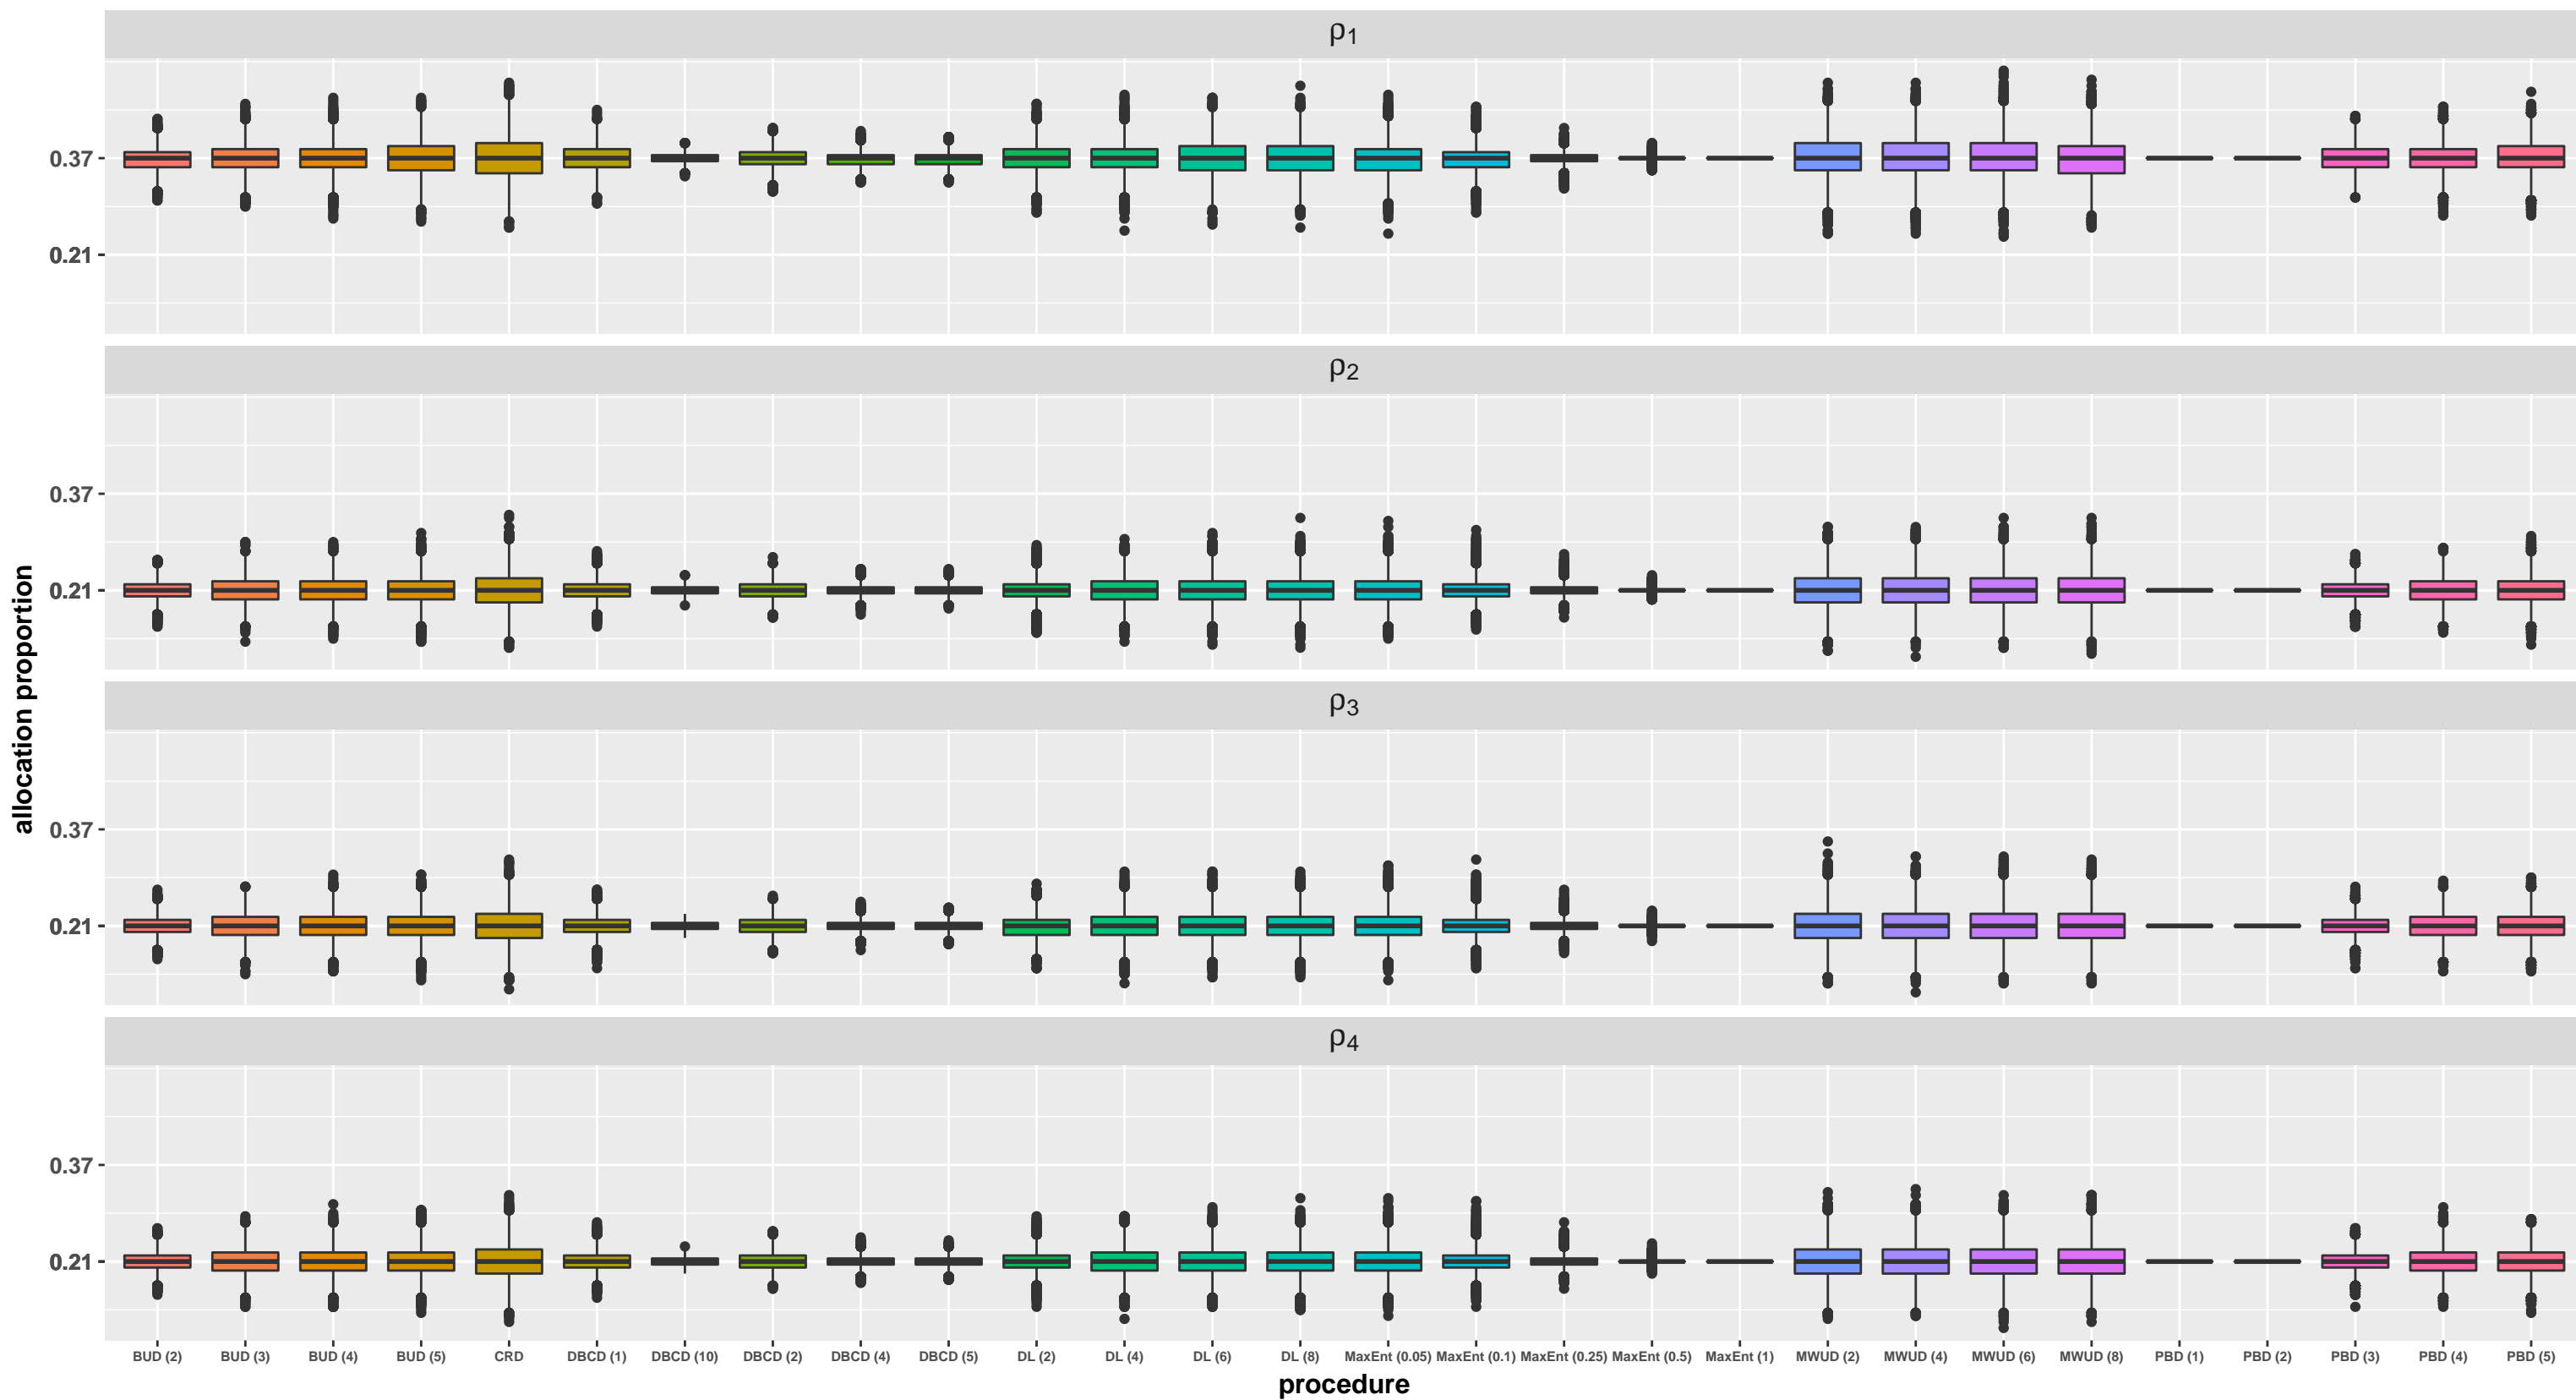 ρ1
0.37
0.21
ρ2
0.37
0.21
ρ3
0.37
0.21
ρ4
0.37
0.21
allocation proportion
BUD (2) BUD (3) BUD (4) BUD (5) CRD DBCD (1) DBCD (10) DBCD (2) DBCD (4) DBCD (5) DL (2) DL (4) DL (6) DL (8) MaxEnt (0.05) MaxEnt (0.1) MaxEnt (0.25) MaxEnt (0.5) MaxEnt (1) MWUD (2) MWUD (4) MWUD (6) MWUD (8) PBD (1) PBD (2) PBD (3) PBD (4) PBD (5)
procedure